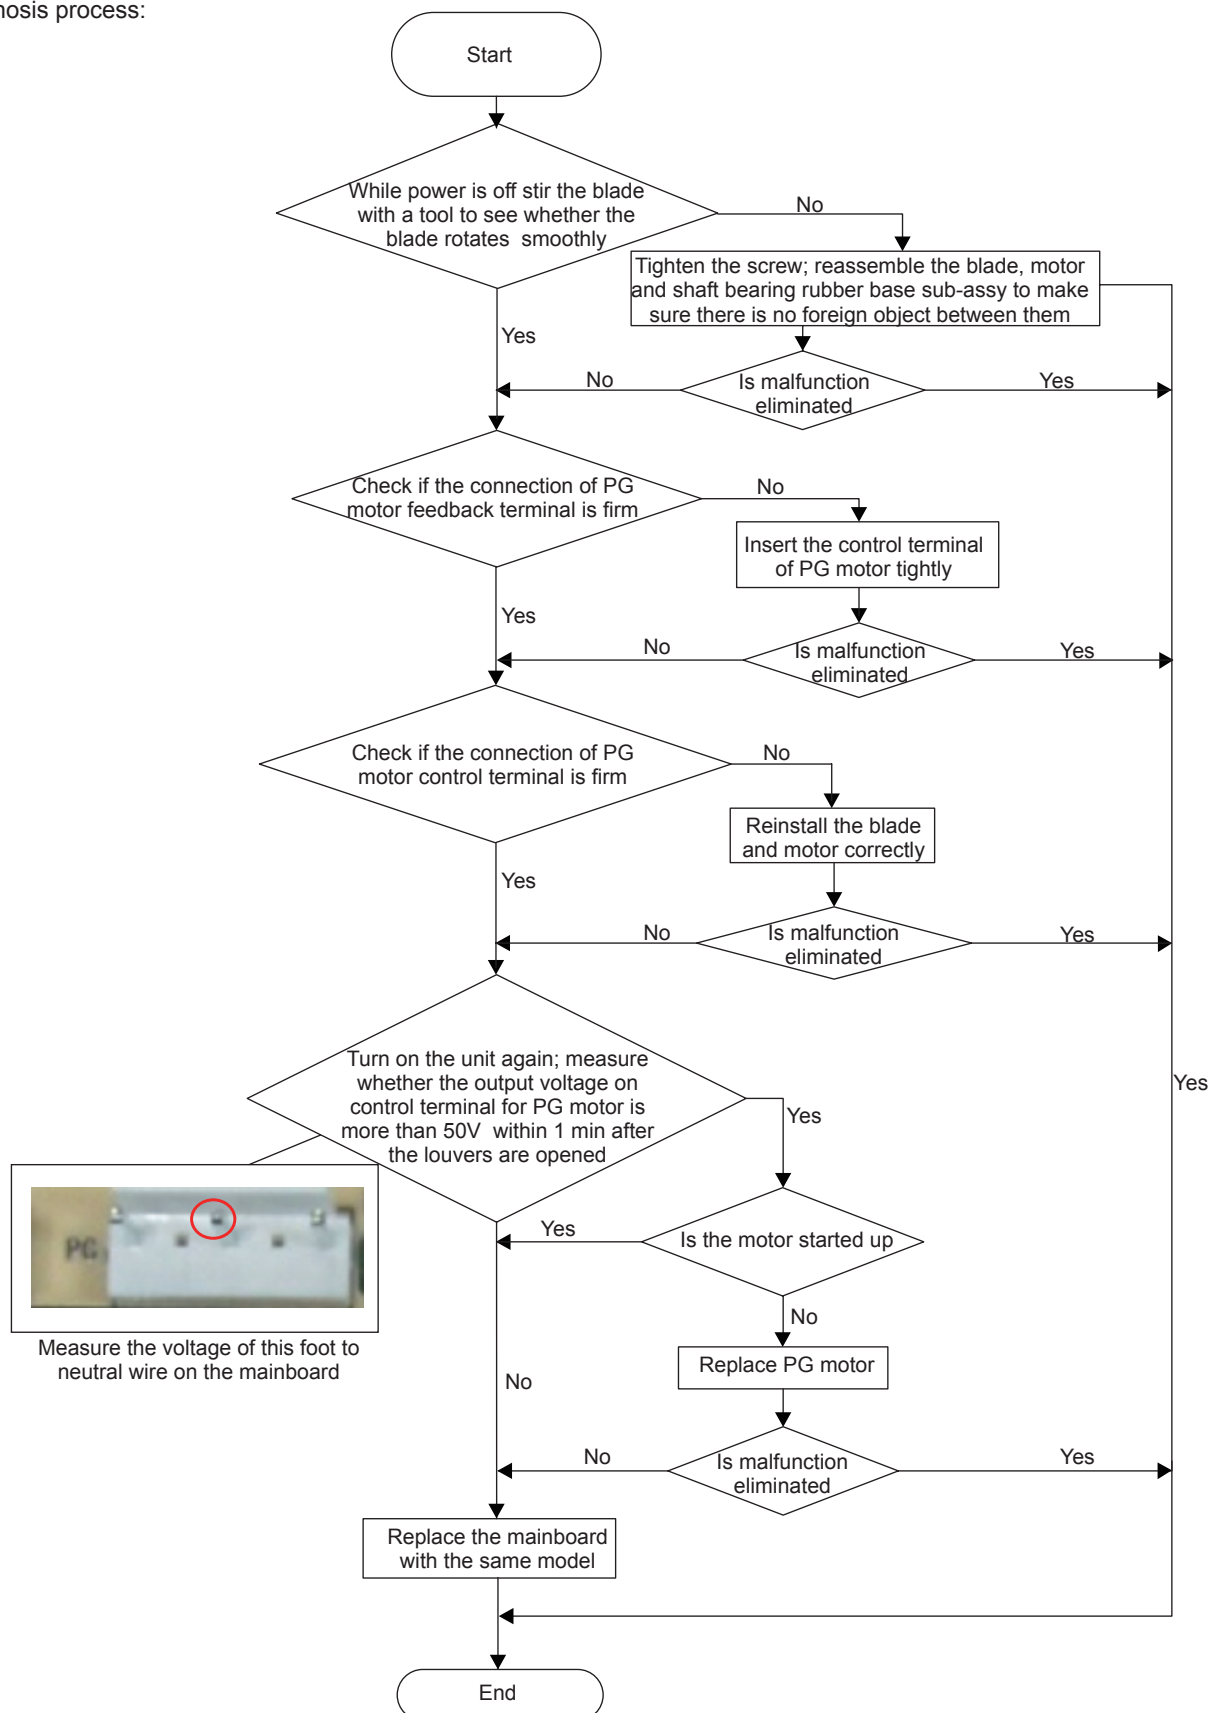 nosis process:
Start
While power is off stir the blade
with a tool to see whether the
blade rotates smoothly
No
Tighten the screw; reassemble the blade, motor
and shaft bearing rubber base sub-assy to make
sure there is no foreign object between them
Yes
No
Is malfunction
eliminated
Yes
Check if the connection of PG
motor feedback terminal is firm
No
Insert the control terminal
of PG motor tightly
Yes
No
Is malfunction
eliminated
Yes
Check if the connection of PG
motor control terminal is firm
No
Reinstall the blade
and motor correctly
Yes
No
Is malfunction
eliminated
Yes
Turn on the unit again; measure
whether the output voltage on
control terminal for PG motor is
more than 50V within 1 min after
the louvers are opened
Yes
Yes
PG
Measure the voltage of this foot to
neutral wire on the mainboard
Yes
Is the motor started up
No
Replace PG motor
No
No
Is malfunction
eliminated
Yes
Replace the mainboard
with the same model
End